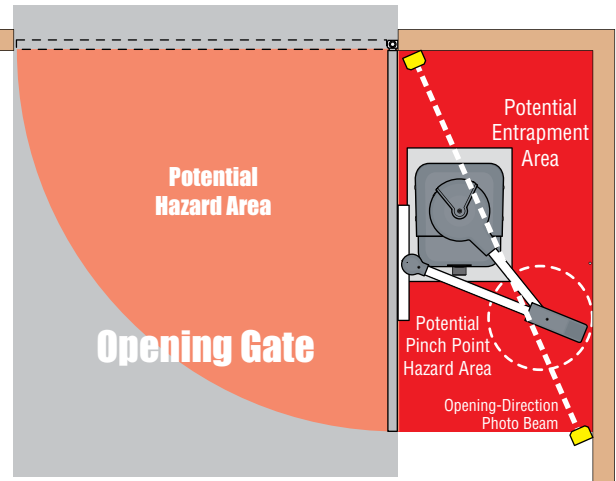 Potential
Entrapment
Area
Potential
Hazard Area
Opening Gate
Potential
Pinch Point
Hazard Area
Opening-Direction
Photo Beam